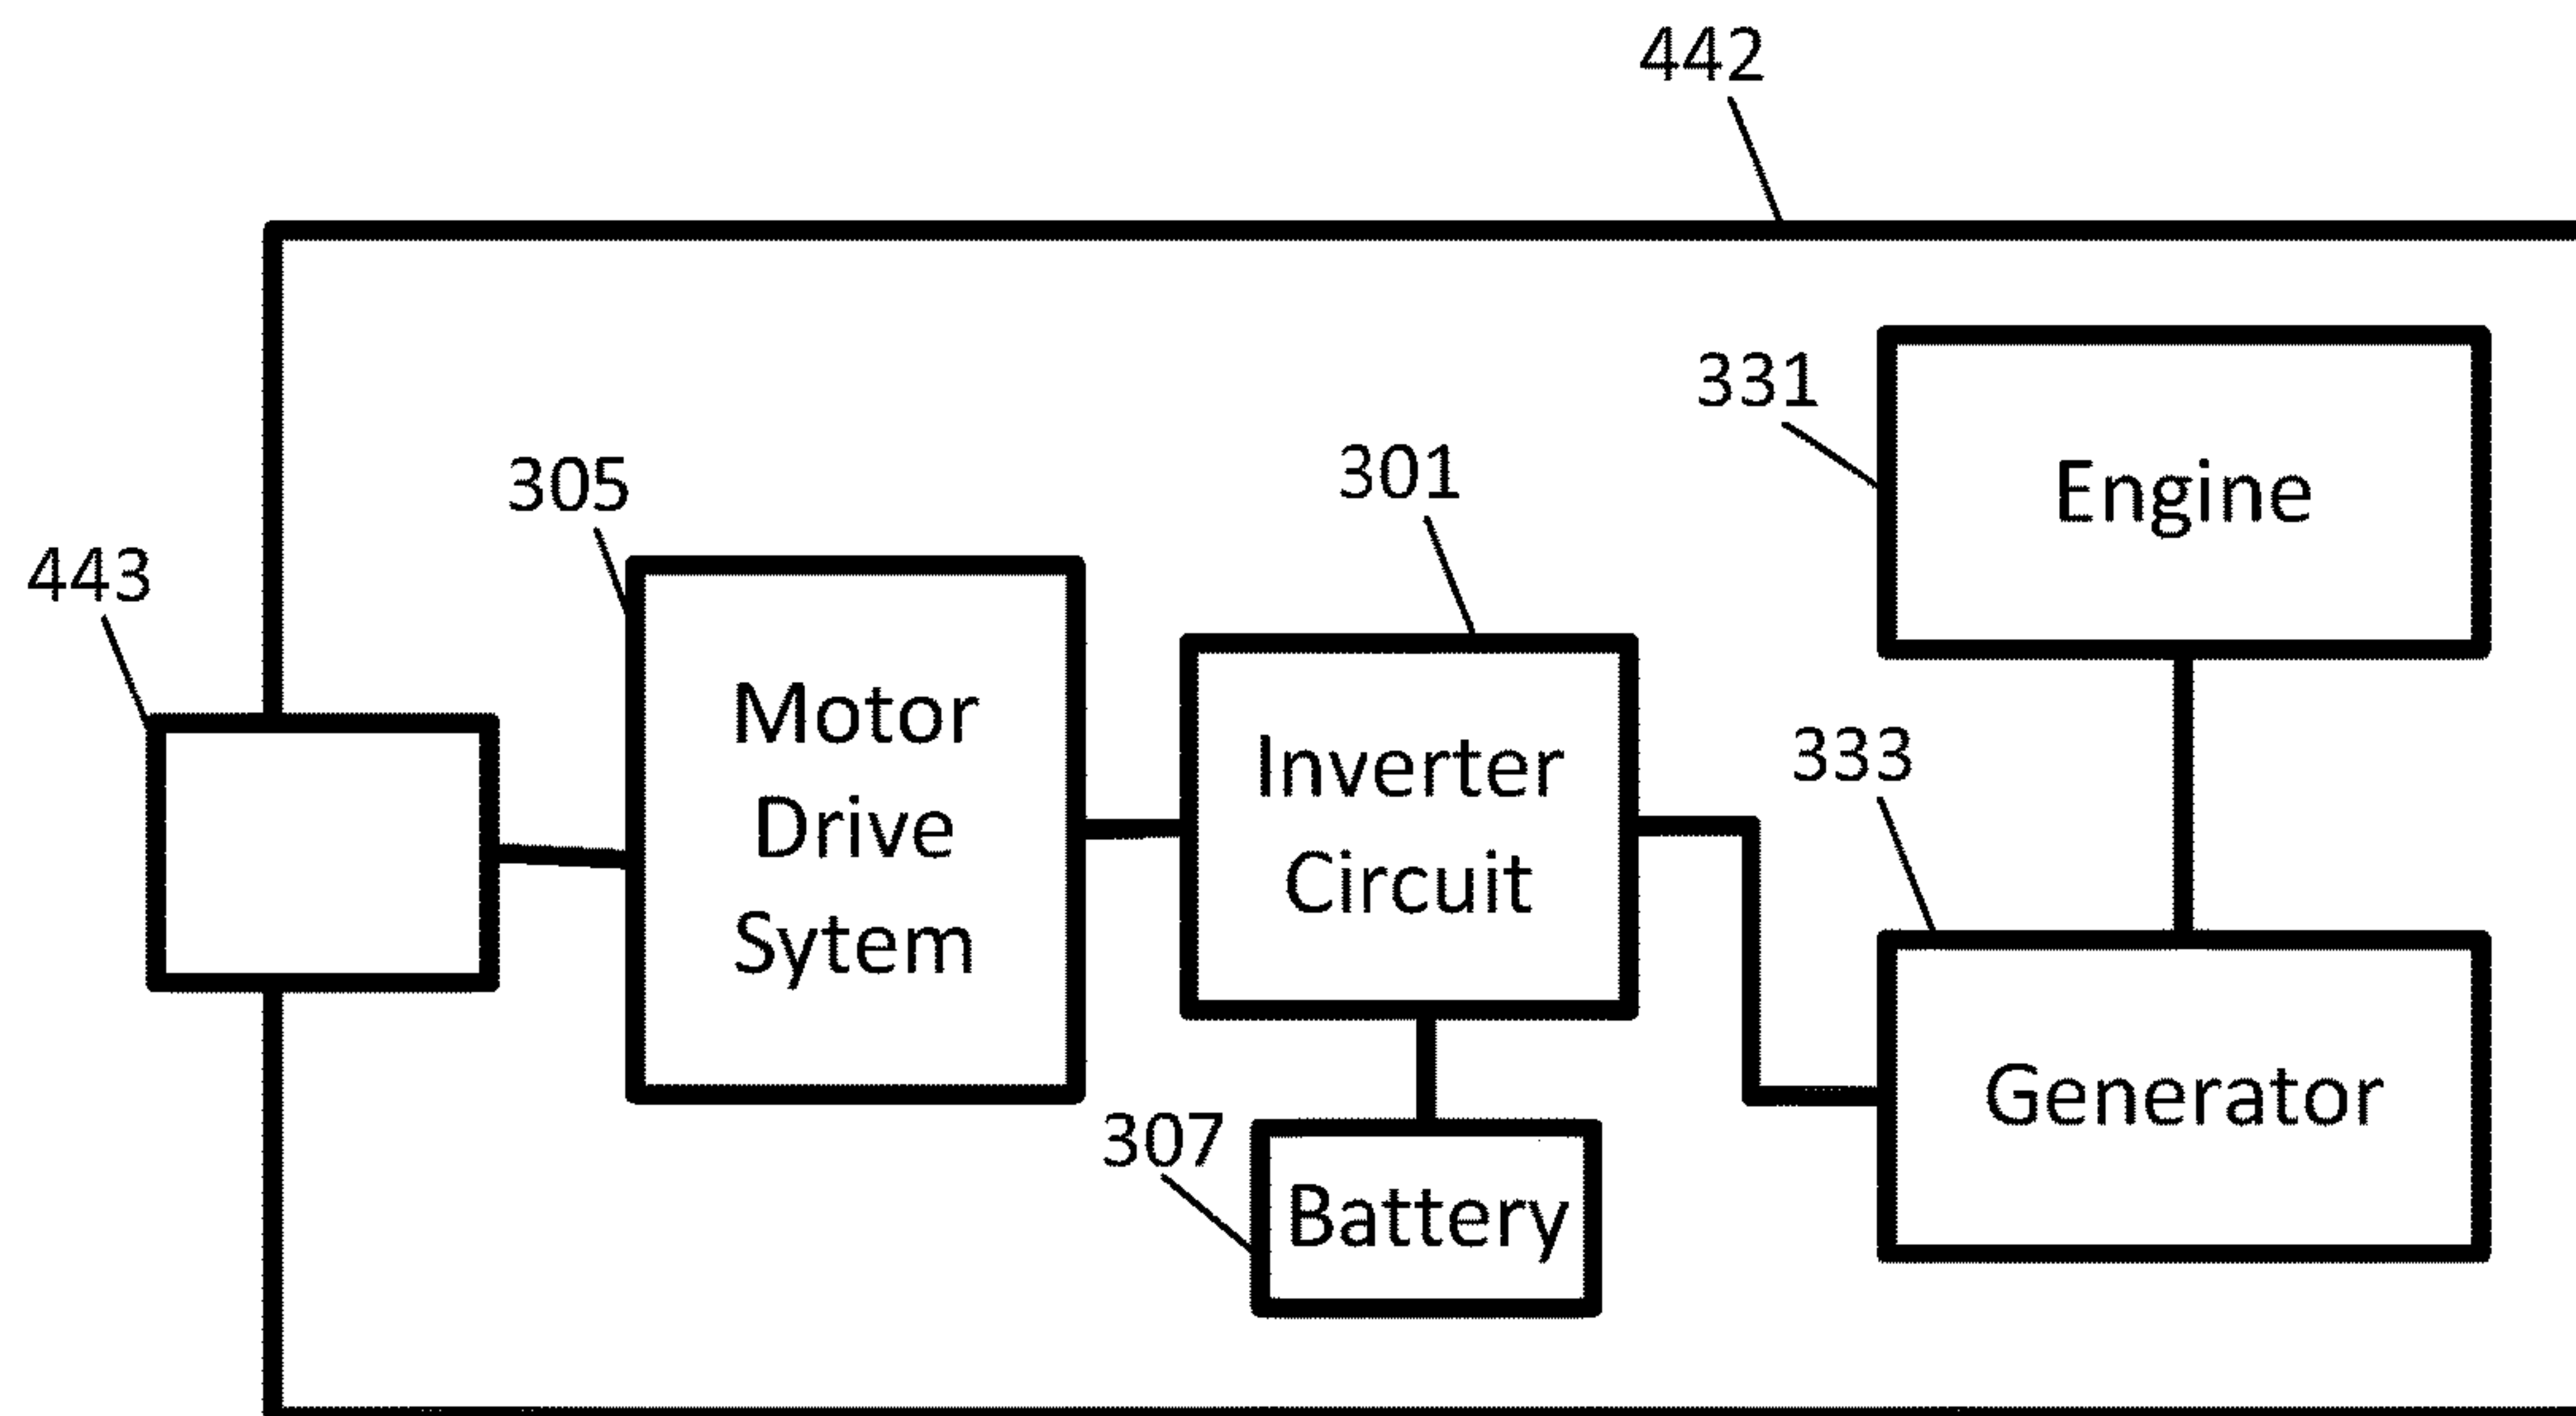 442
331
Engine
305
301
443
Motor
Drive
Sytem
Inverter
Circuit
333
Generator
307
Battery